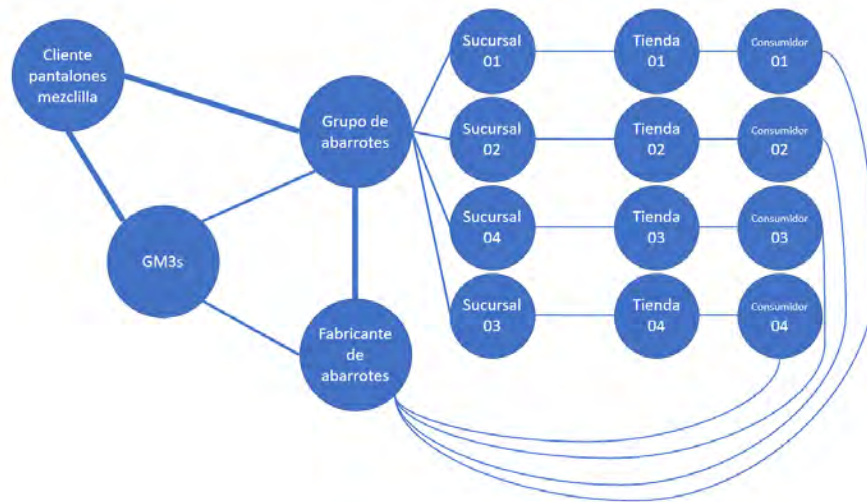 Cliente
pantalones
mezclilla
Grupo de
abarrotes
GM3s
Fabricante
de
abarrotes
Sucursal
01
Tienda
01
Consumidor
01
Sucursal
02
Tienda
02
Consumidor
02
Sucursal
04
Tienda
03
Consumidor
03
Sucursal
03
Tienda
04
Consumidor
04